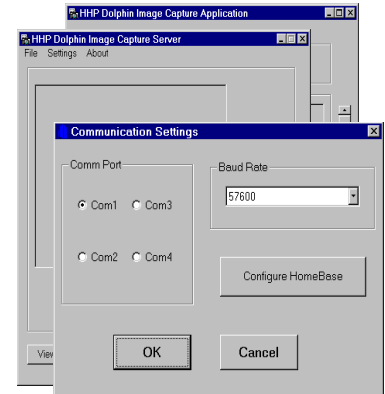 HHP Dolphin Image Capture Application
HHP Dolphin Image Capture Server
File Settings About
Communication Settings
Comm Port
Baud Rate
57600
Com1 Com3
Com2 Com4
Configure HomeBase
View
OK Cancel